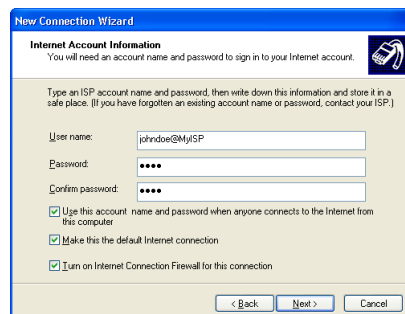 New Connection Wizard
Internet Account Information
You will need an account name and password to sign in to your Internet account.
Type an ISP account name and password, then write down this information and store it in a
safe place. (If you have forgotten an existing account name or password, contact your ISP.)
User name:
johndoe@MyISP
Password:
••••
Confirm password:
••••
Use this account name and password when anyone connects to the Internet from
this computer
Make this the default Internet connection
Turn on Internet Connection Firewall for this connection
< Back
Next >
Cancel